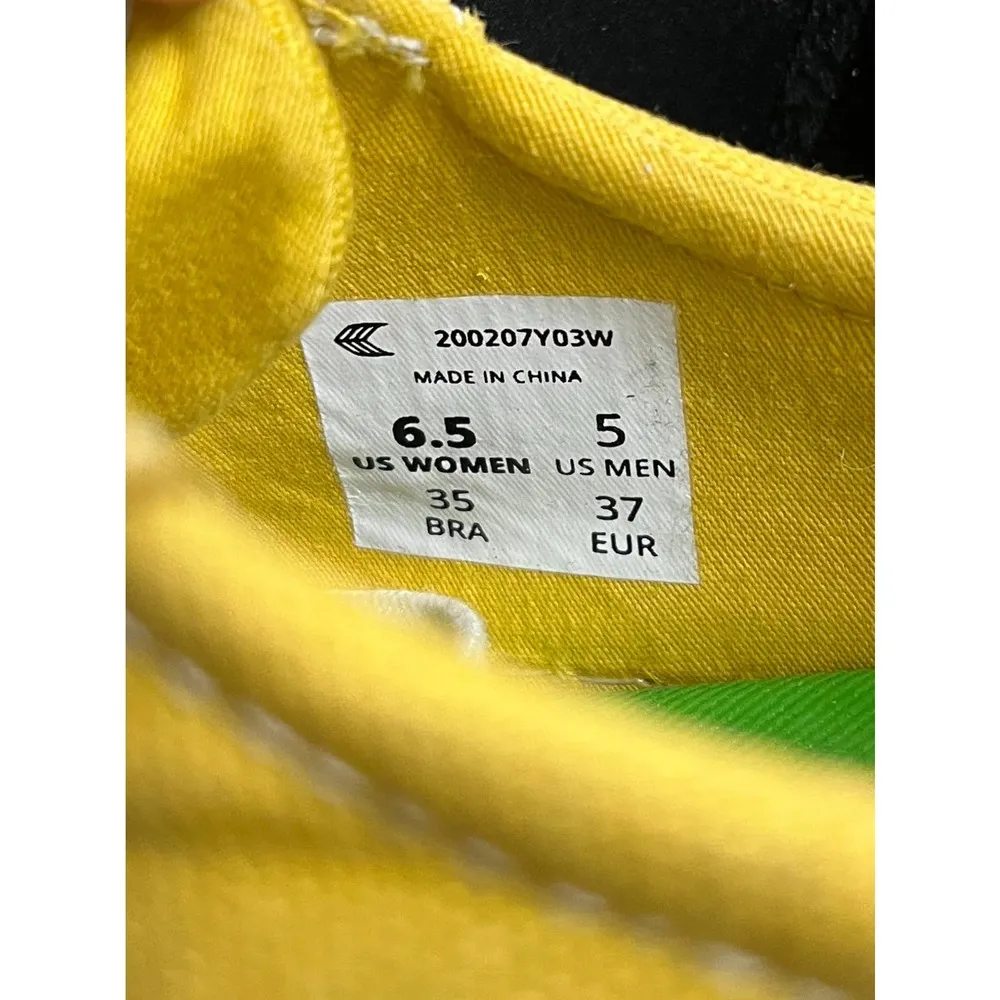 200207Y03W
MADE IN CHINA
6.5 5
US WOMEN US MEN
35 37
BRA EUR